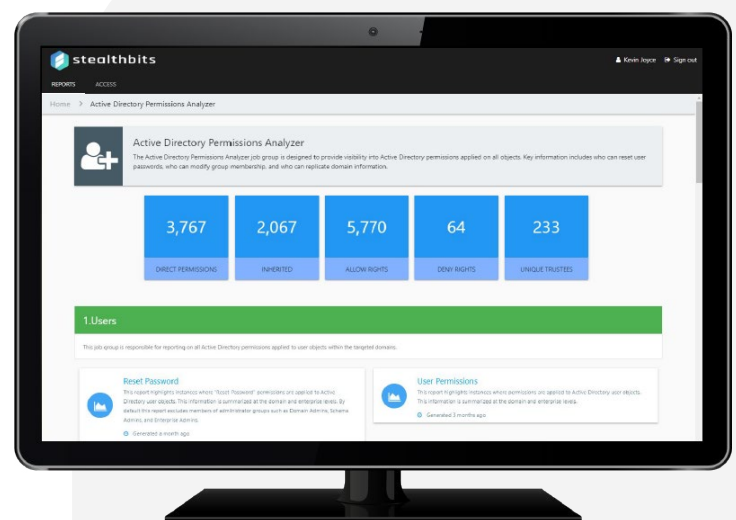 stealthbits
Kevin Joyce Sign out
REPORTS ACCESS
Home > Active Directory Permissions Analyzer
Active Directory Permissions Analyzer
The Active Directory Permissions Analyzer job group is designed to provide visibility into Active Directory permissions applied on all objects. Key information includes who can reset user
passwords, who can modify group membership, and who can replicate domain information.
3,767 2,067 5,770 64 233
DIRECT PERMISSIONS INHERITED ALLOW RIGHTS DENY RIGHTS UNIQUE TRUSTEES
1.Users
This job group is responsible for reporting on all Active Directory permissions applied to user objects within the targeted domains.
Reset Password
This report highlights instances where "Reset Password" permissions are applied to Active
Directory user objects. This information is summarized at the domain and enterprise levels. By
default this report excludes members of administrator groups such as Domain Admins, Schema
Admins, and Enterprise Admins.
Generated a month ago
User Permissions
This report highlights instances where permissions are applied to Active Directory user objects.
This information is summarized at the domain and enterprise levels.
Generated 3 months ago